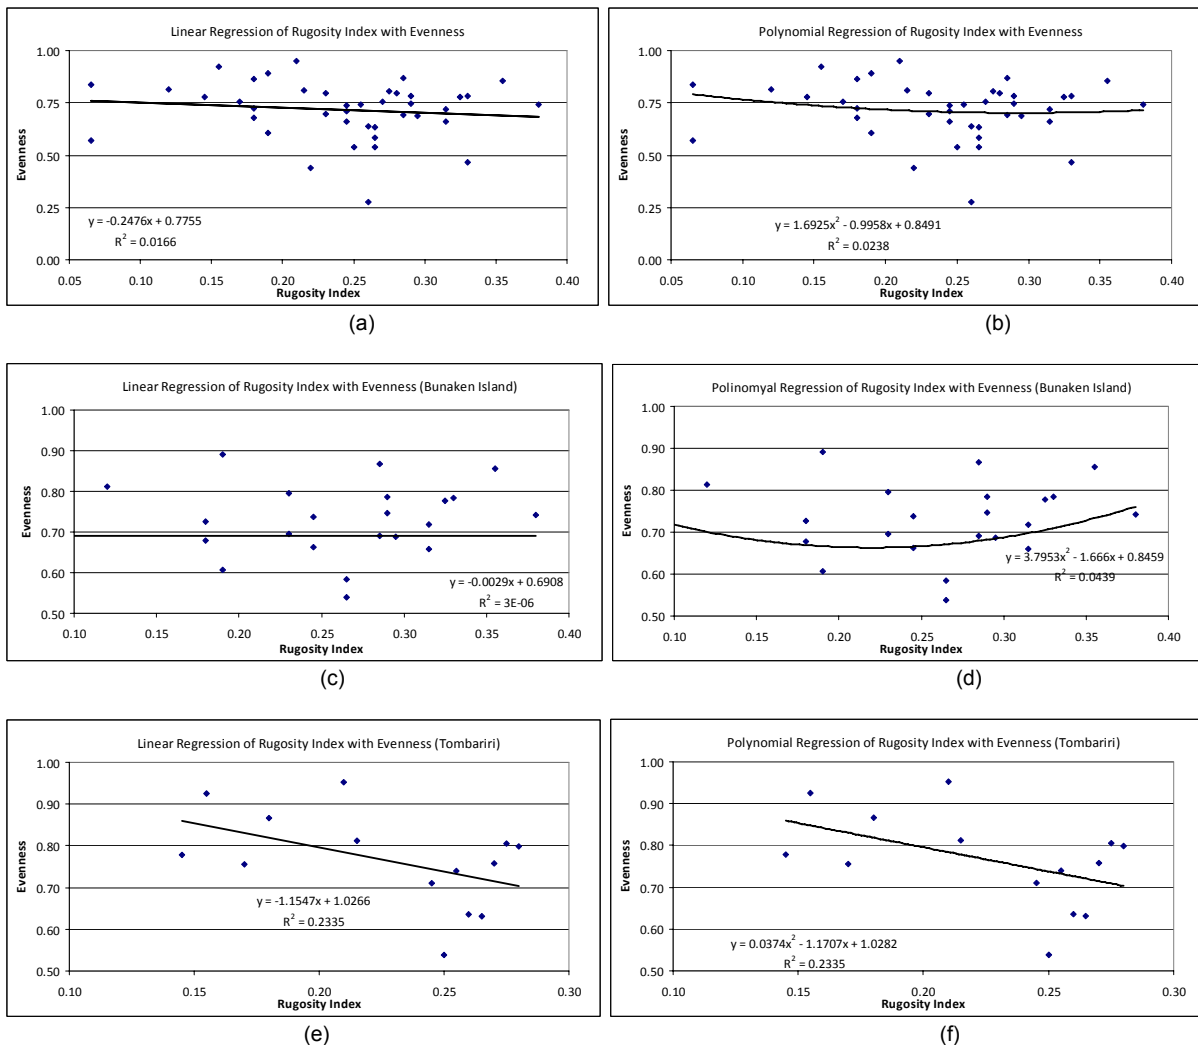 Linear Regression of Rugosity Index with Evenness
1.00
0.75
0.50
0.25
0.00
Evenness
y = -0.2476x + 0.7755
R² = 0.0166
0.05 0.10 0.15 0.20 0.25 0.30 0.35 0.40
Rugosity Index
(a)
Polynomial Regression of Rugosity Index with Evenness
1.00
0.75
0.50
0.25
0.00
Evenness
y = 1.6925x² - 0.9958x + 0.8491
R² = 0.0238
0.05 0.10 0.15 0.20 0.25 0.30 0.35 0.40
Rugosity Index
(b)
Linear Regression of Rugosity Index with Evenness (Bunaken Island)
1.00
0.90
0.80
0.70
0.60
0.50
Evenness
y = -0.0029x + 0.6908
R² = 3E-06
0.10 0.20 0.30 0.40
Rugosity Index
(c)
Polinomyal Regression of Rugosity Index with Evenness (Bunaken Island)
1.00
0.90
0.80
0.70
0.60
0.50
Evenness
y = 3.7953x² - 1.666x + 0.8459
R² = 0.0439
0.10 0.20 0.30 0.40
Rugosity Index
(d)
Linear Regression of Rugosity Index with Evenness (Tombariri)
1.00
0.90
0.80
0.70
0.60
0.50
Evenness
y = -1.1547x + 1.0266
R² = 0.2335
0.10 0.20 0.25 0.30
Rugosity Index
(e)
Polynomial Regression of Rugosity Index with Evenness (Tombariri)
1.00
0.90
0.80
0.70
0.60
0.50
Evenness
y = 0.0374x² - 1.1707x + 1.0282
R² = 0.2335
0.10 0.15 0.20 0.25 0.30
Rugosity Index
(f)